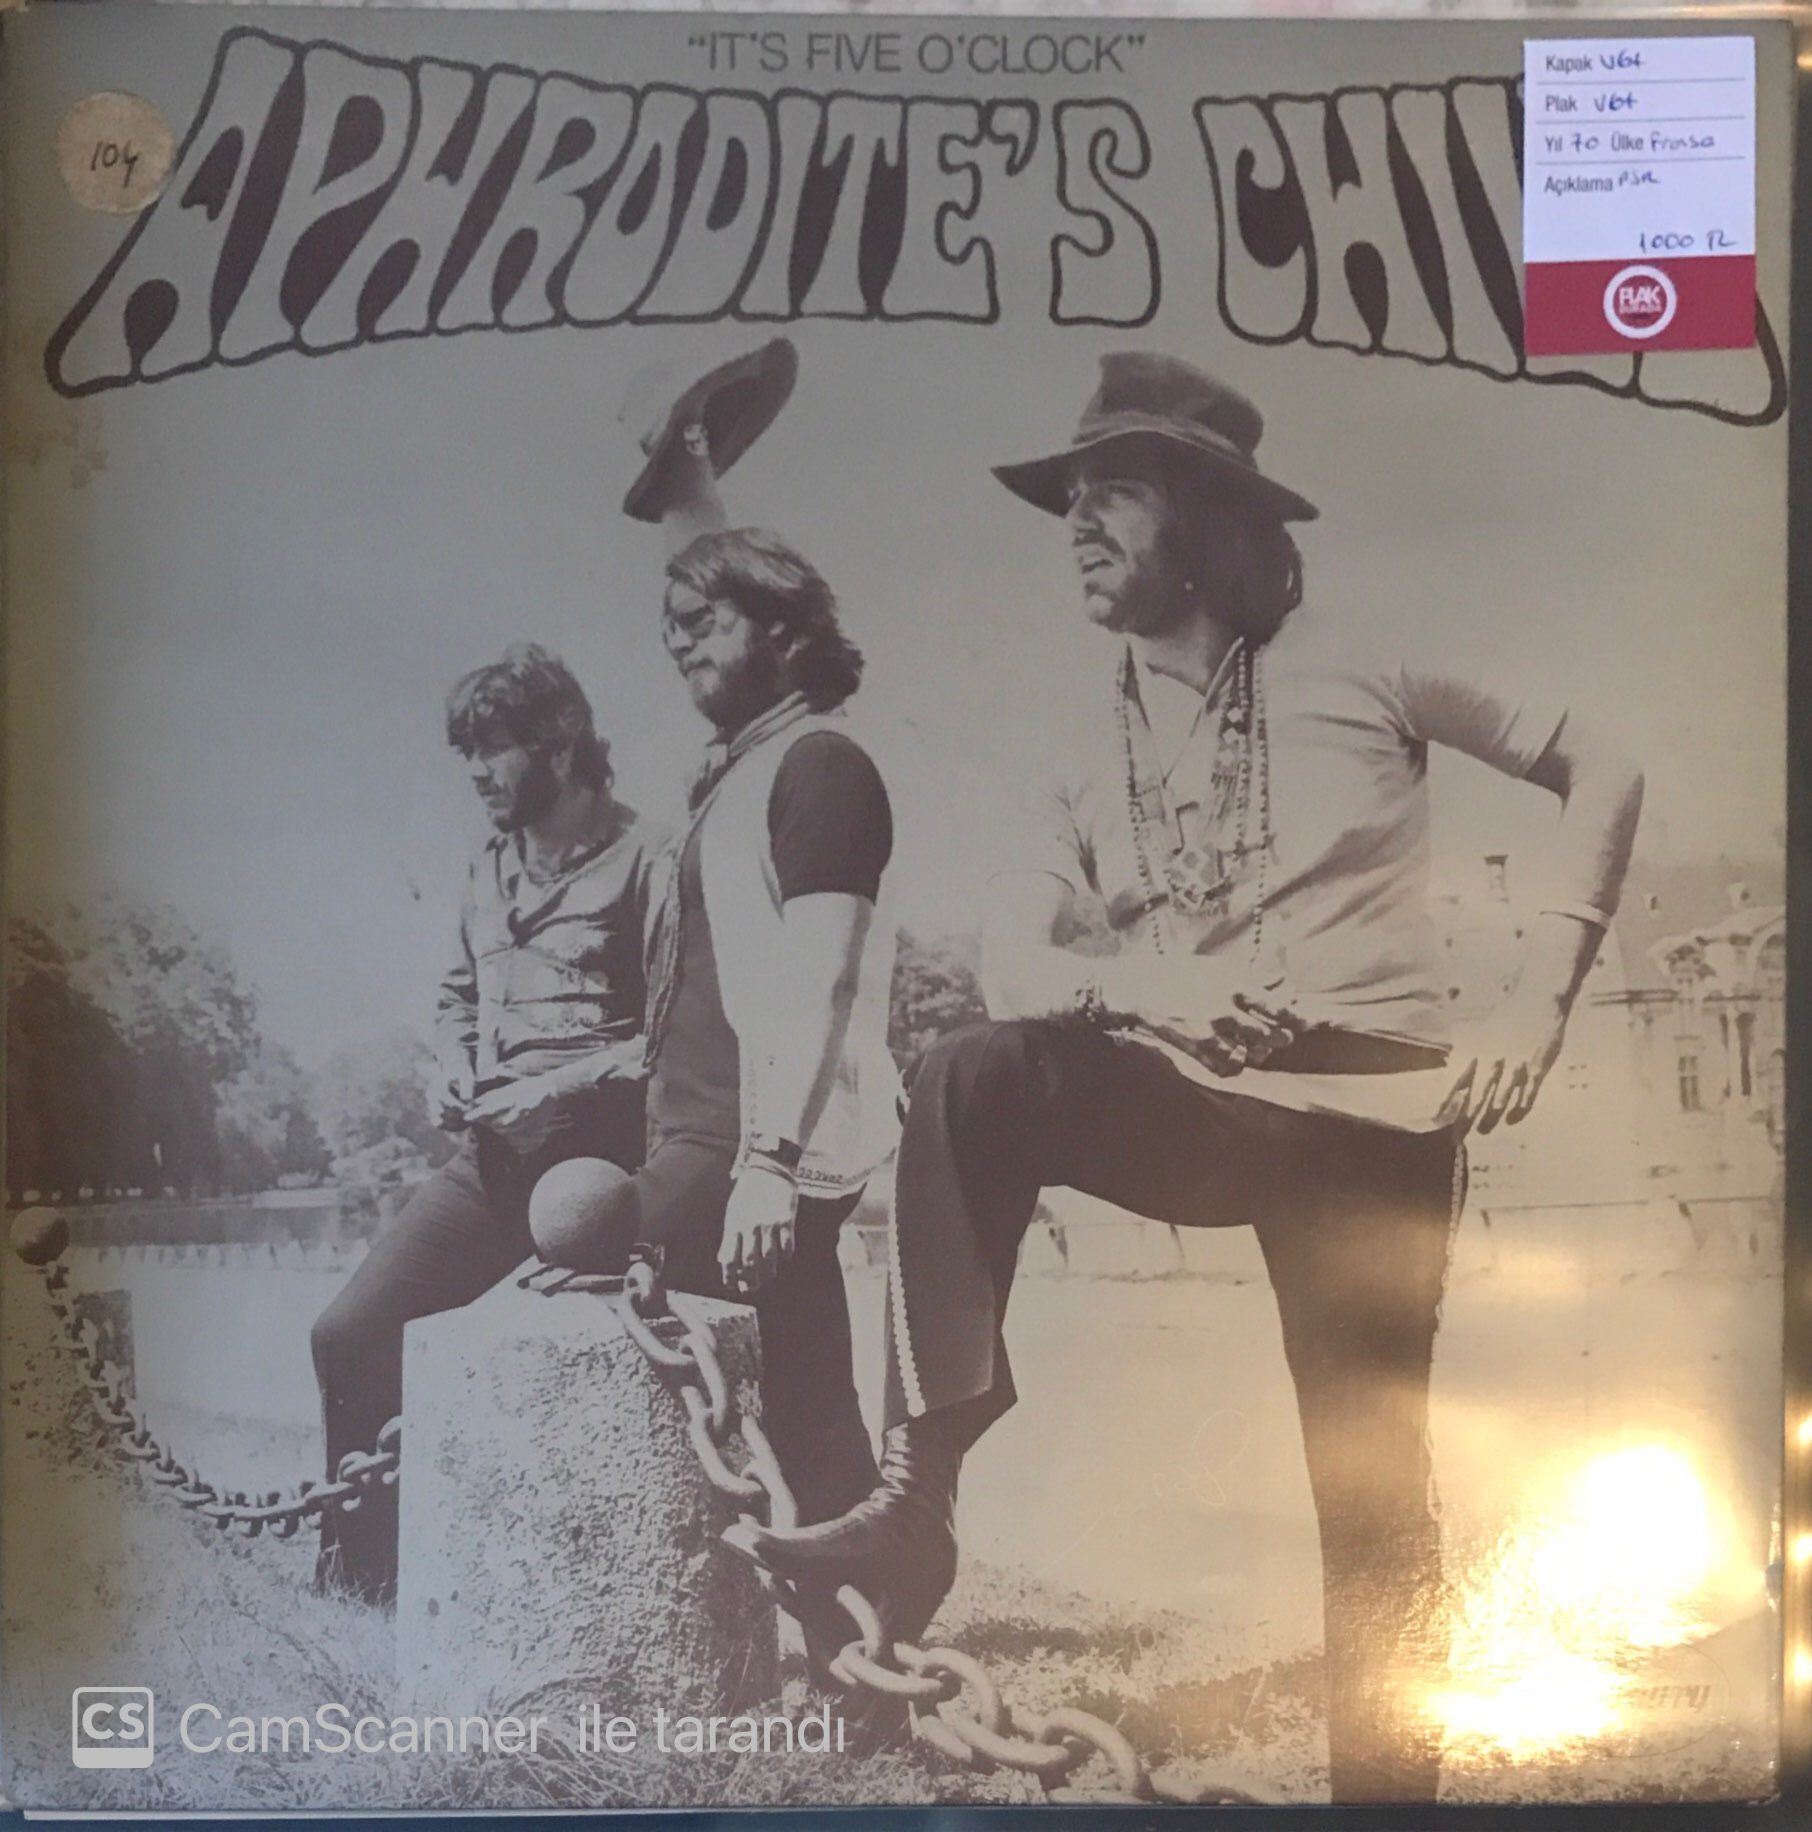 "IT'S FIVE O'CLOCK"
APHRODITE'S CHIL
104
Kapak VG+
Plak VG+
Yıl 70 Ülke Fransa
Açıklama
1000 TL
PLAK
CS CamScanner ile tarandı